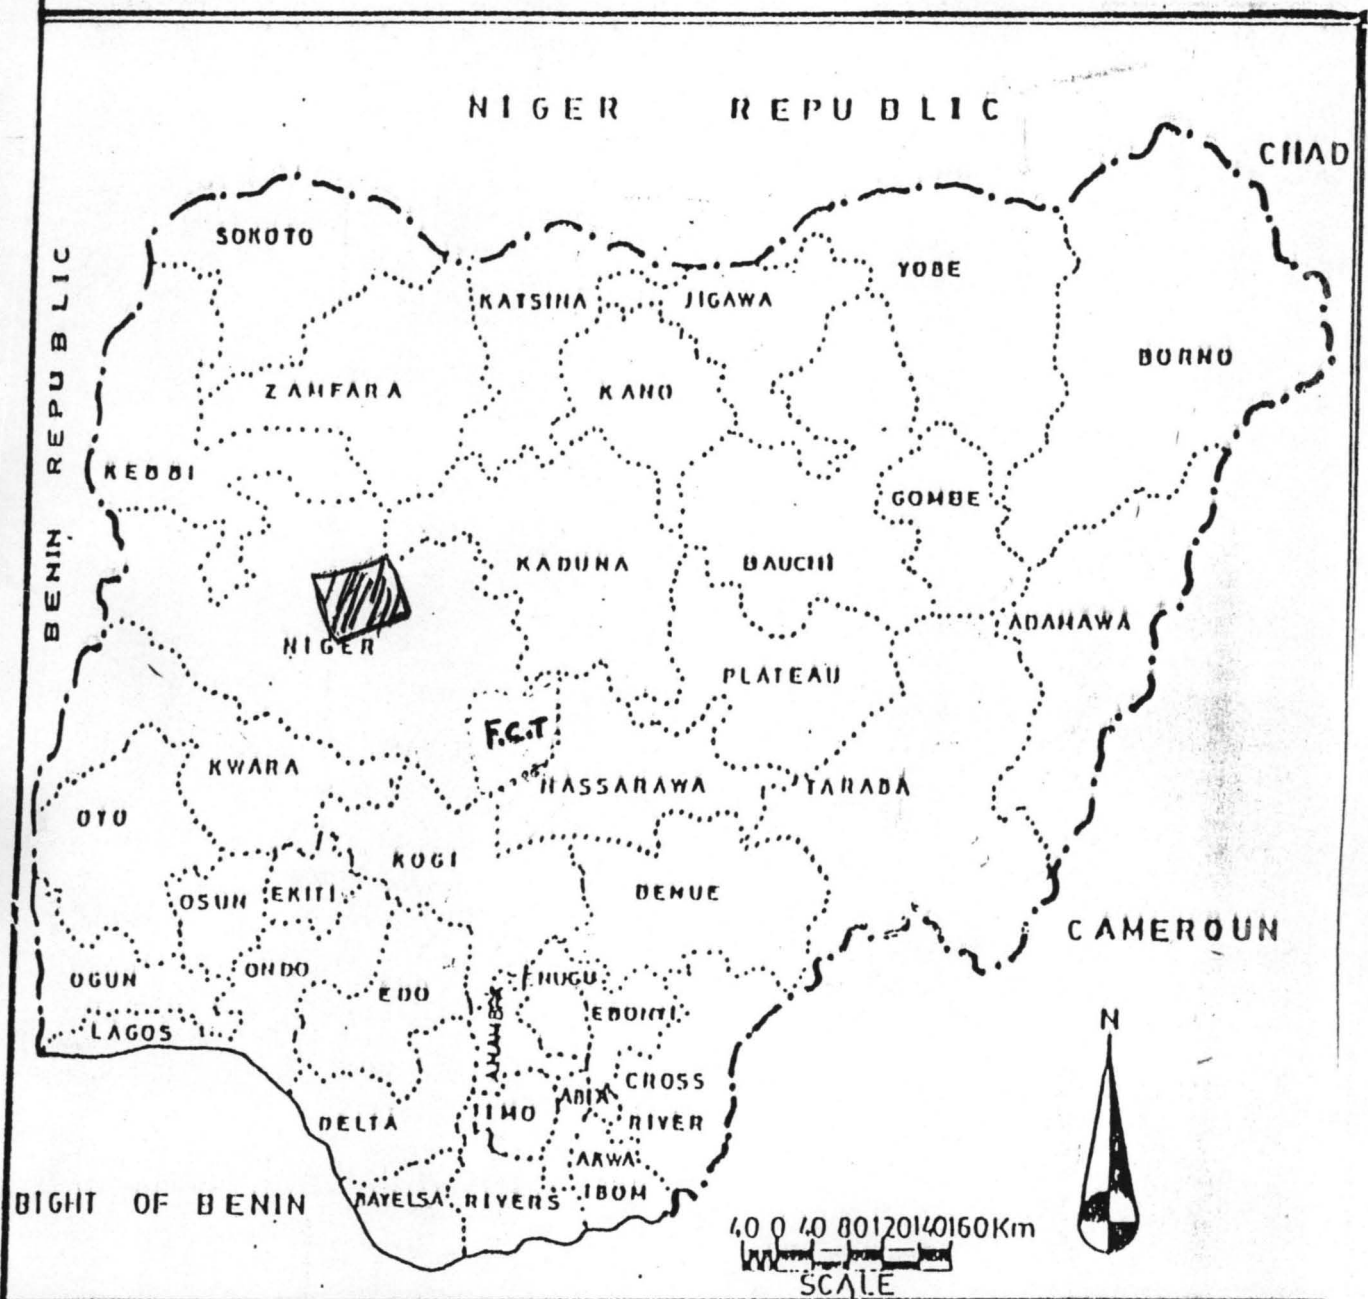 NIGER REPUBLIC
CHAD
BENIN REPUBLIC
SOKOTO
YOBE
KATSINA
JIGAWA
BORNO
ZAMFARA
KANO
KEBBI
GOMBE
KADUNA
BAUCHI
ADAMAWA
NIGER
PLATEAU
F.C.T
KWARA
NASSARAWA
TARABA
OYO
KOGI
OSUN
EKITI
BENUE
CAMEROUN
OGUN
ONDO
EDO
ENUGU
EBONYI
ANAMBRA
LAGOS
N
CROSS
RIVER
ABIA
IMO
DELTA
AKWA
IBOM
BAYELSA
RIVERS
BIGHT OF BENIN
40 0 40 80 120 140 160 Km
SCALE